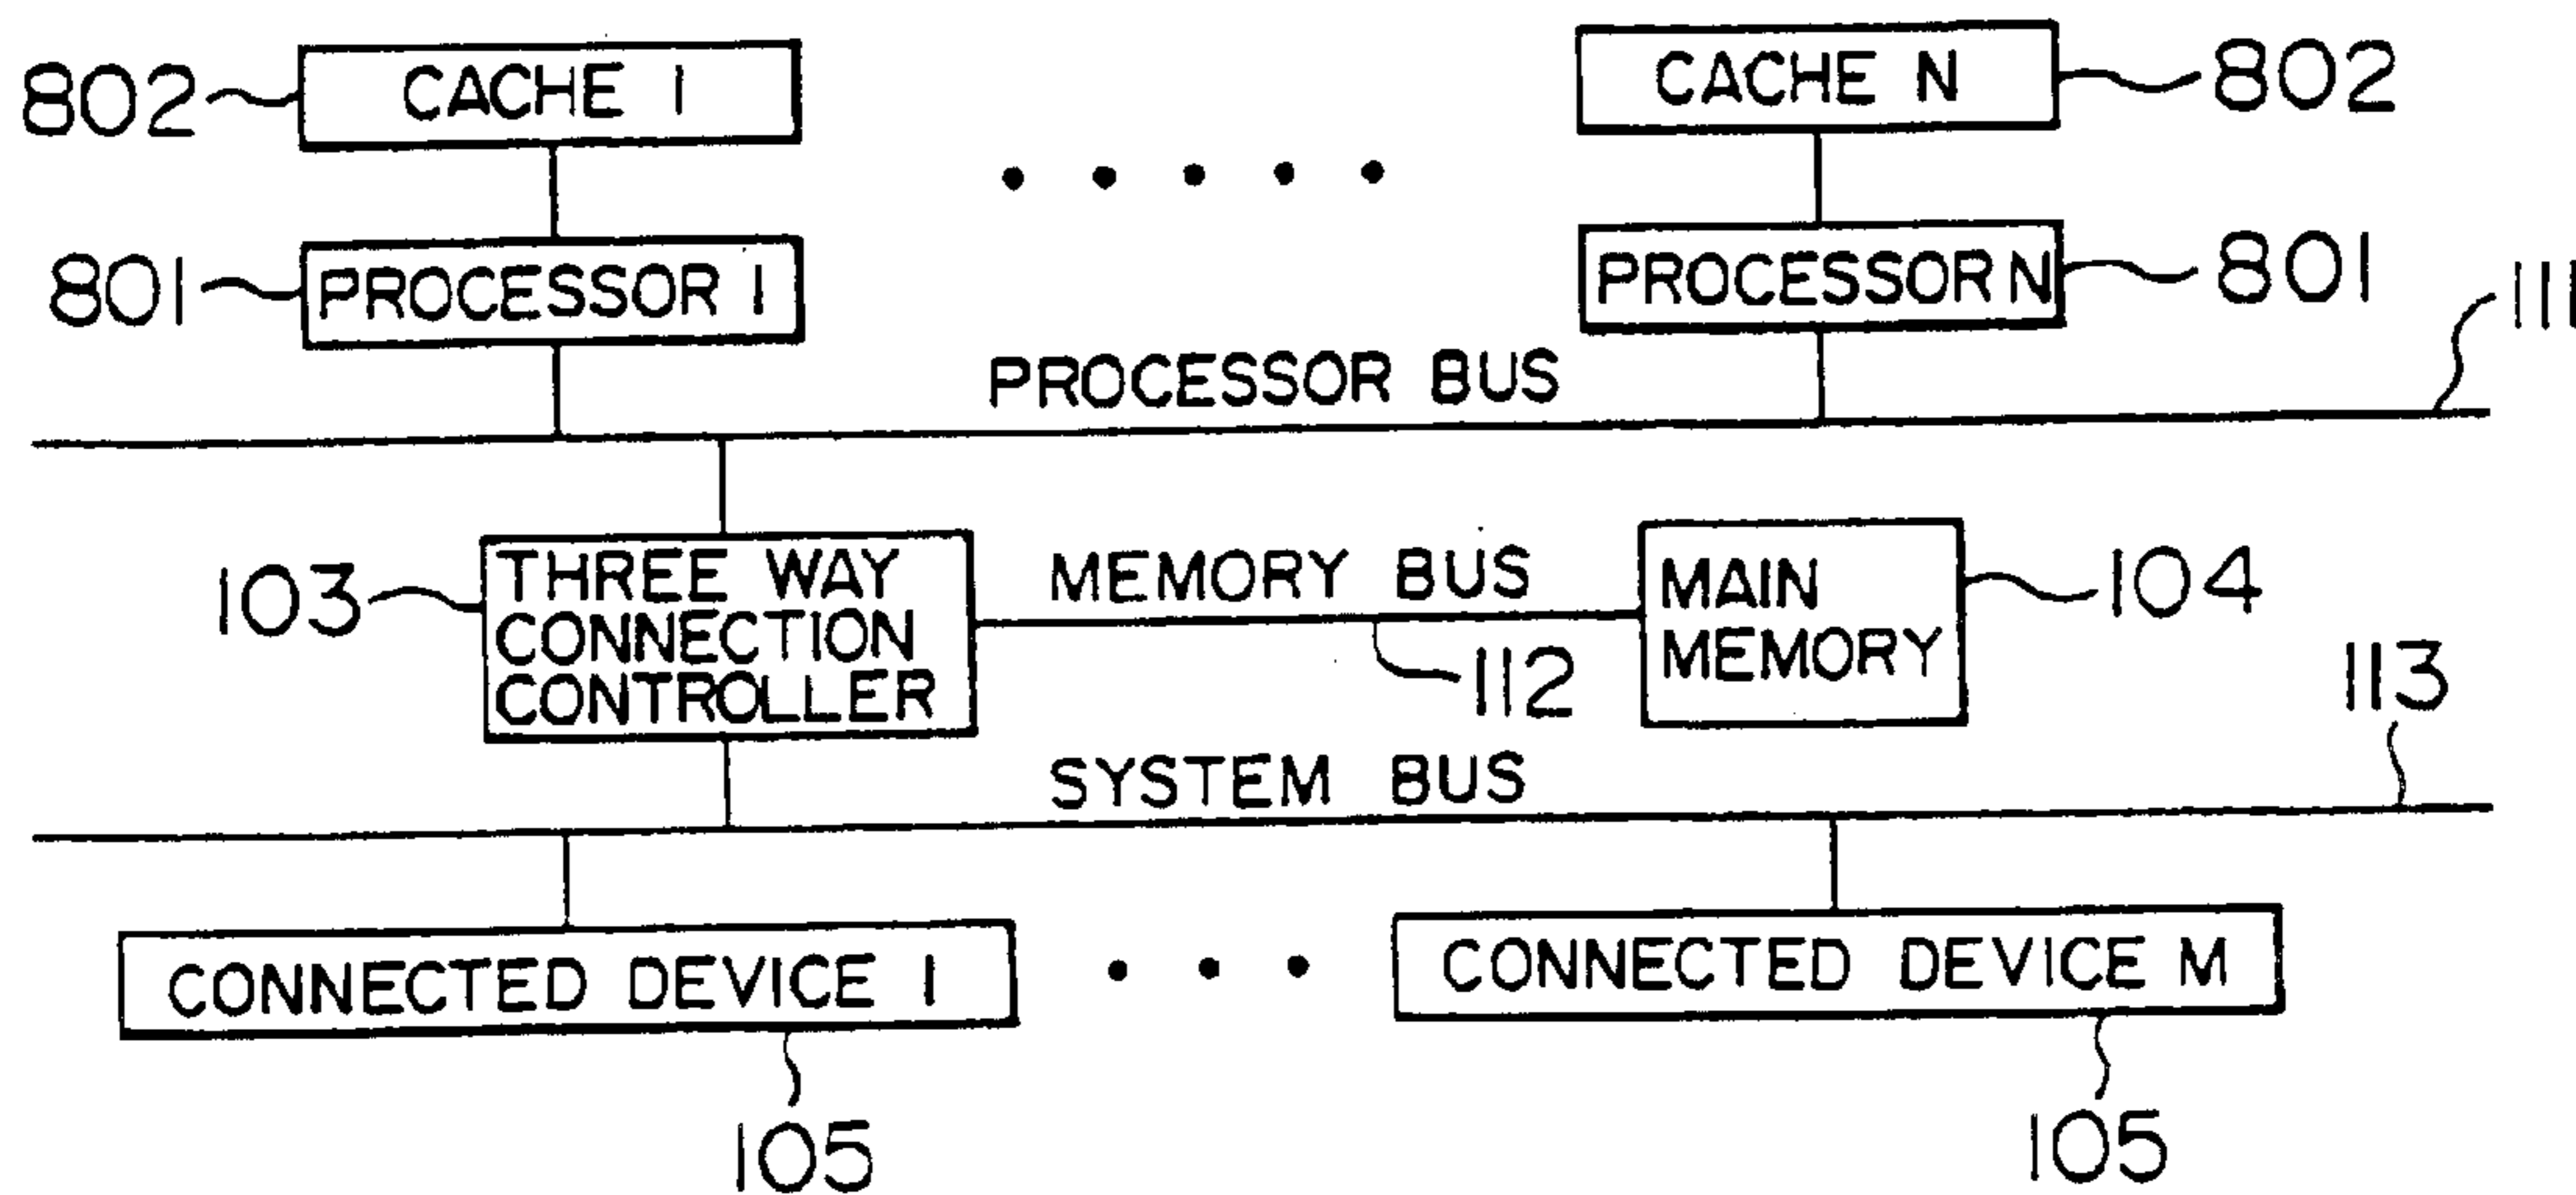 802 CACHE 1 CACHE N 802
801 PROCESSOR 1 PROCESSOR N 801
111
PROCESSOR BUS
103 THREE WAY
CONNECTION
CONTROLLER
MEMORY BUS
112
MAIN
MEMORY
104
113
SYSTEM BUS
CONNECTED DEVICE 1 CONNECTED DEVICE M
105 105